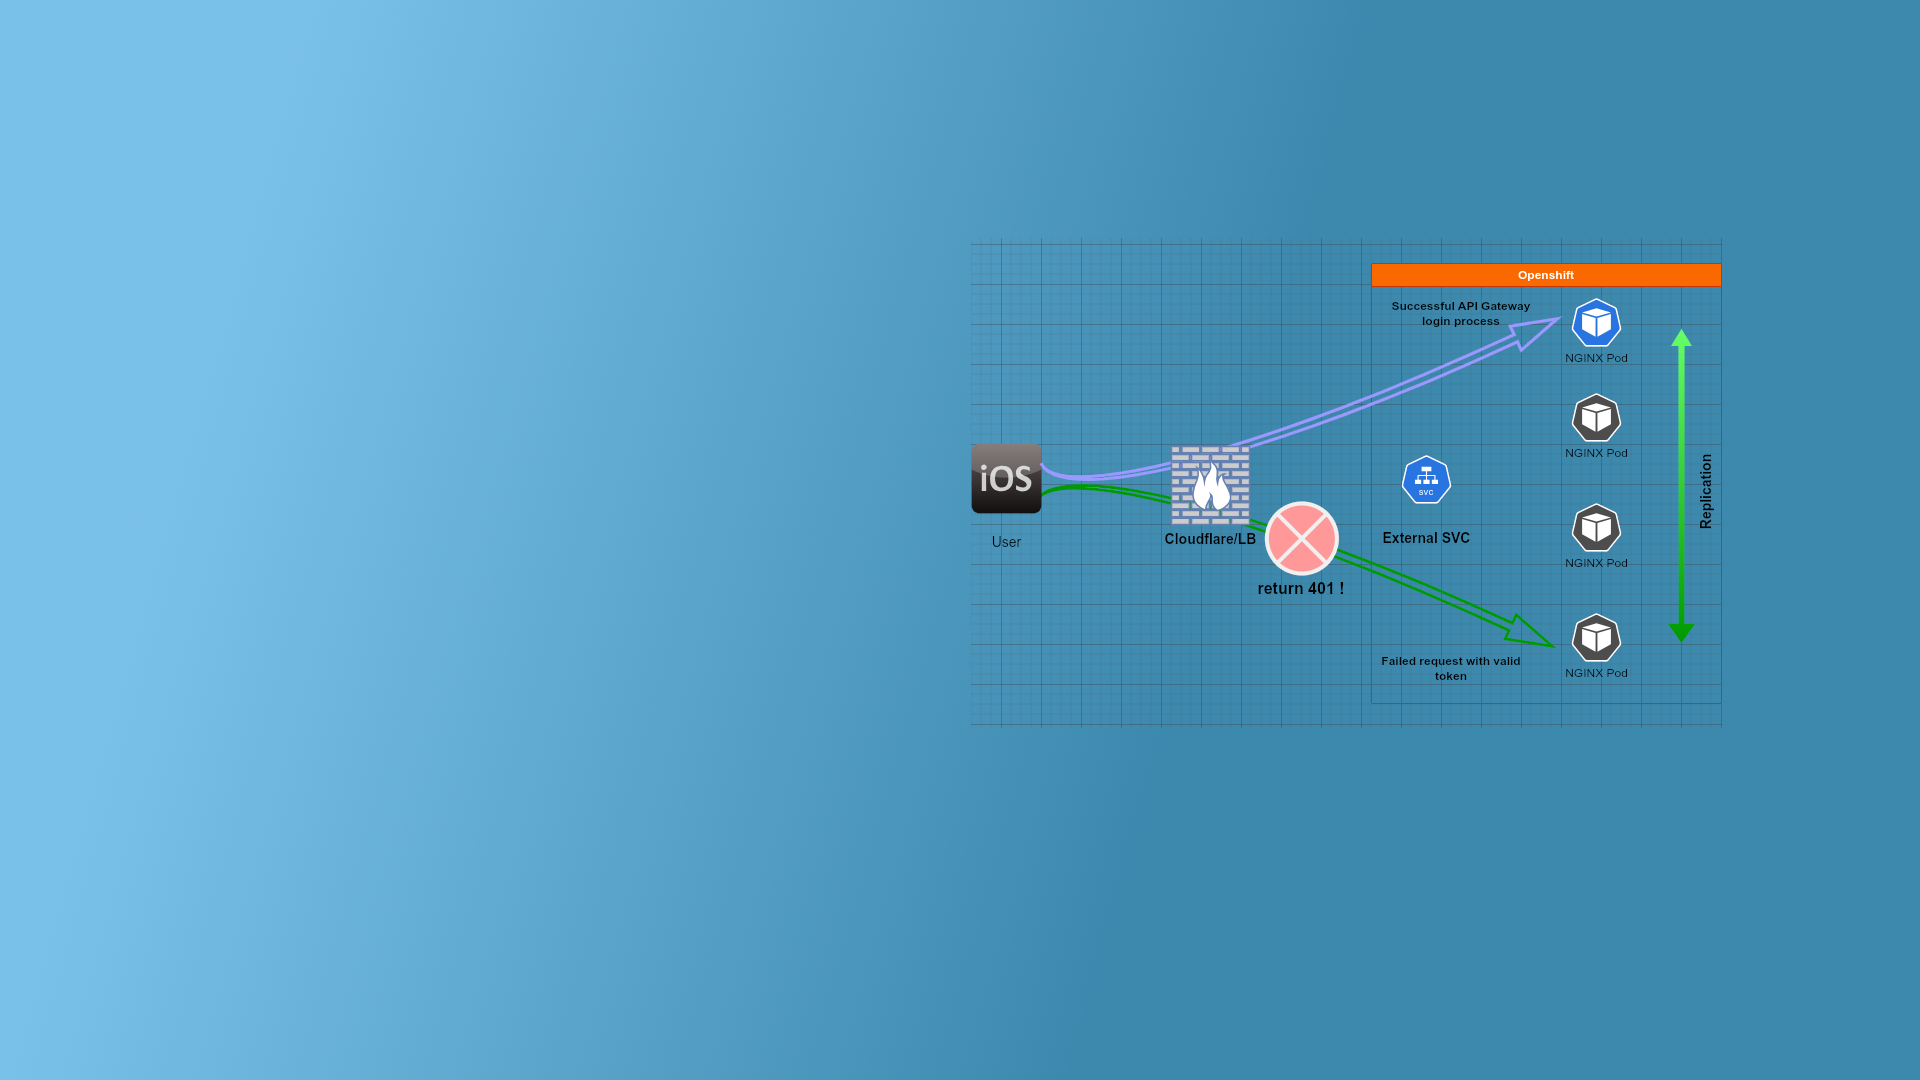 Openshift
Successful API Gateway
login process
NGINX Pod
NGINX Pod
iOS
User
Cloudflare/LB
return 401 !
SVC
External SVC
Replication
NGINX Pod
Failed request with valid
token
NGINX Pod